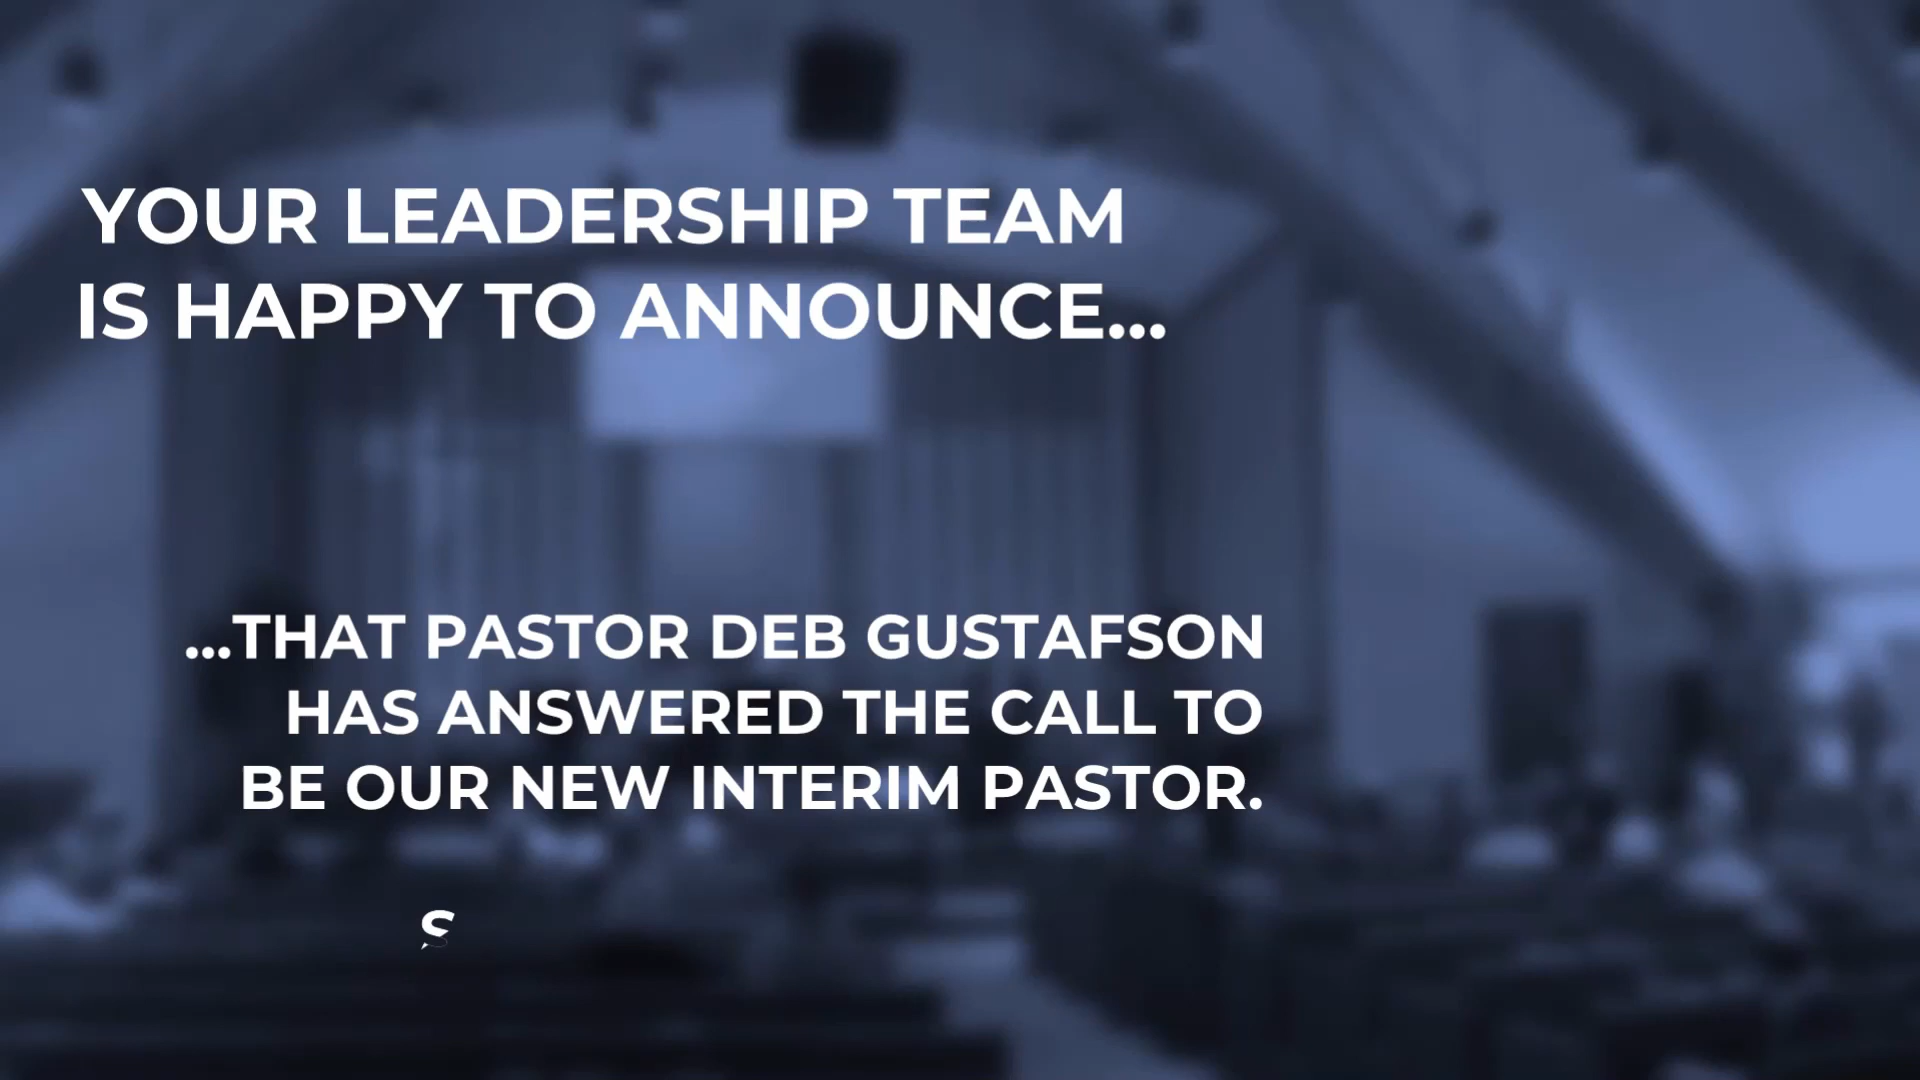 YOUR LEADERSHIP TEAM
IS HAPPY TO ANNOUNCE...
...THAT PASTOR DEB GUSTAFSON
HAS ANSWERED THE CALL TO
BE OUR NEW INTERIM PASTOR.
S